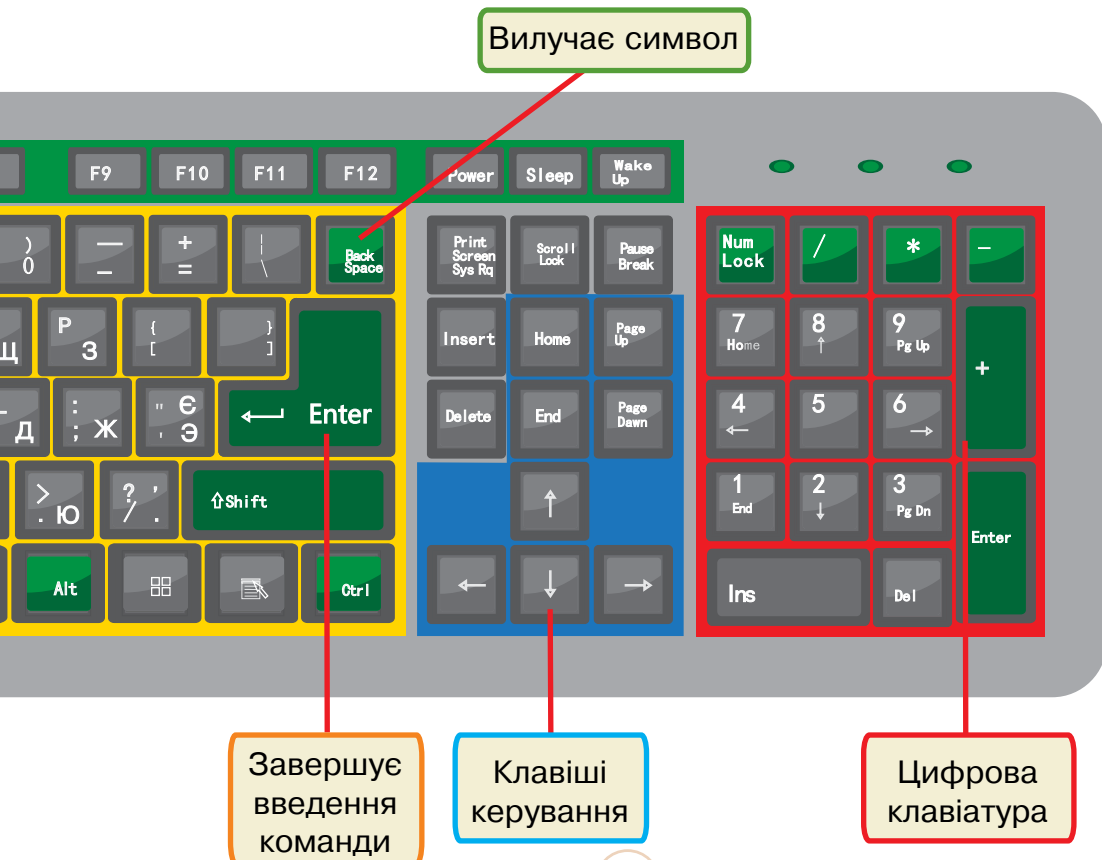 Вилучає символ
F9 F10 F11 F12 Power Sleep Wake Up
) 0
— –
+ =
¦ \
Back Space
Print Screen Sys Rq
Scroll Lock
Pause Break
Num Lock
/
*
–
Щ
Р З
{ [
} ]
Insert
Home
Page Up
7 Home
8 ↑
9 Pg Up
+
Д
: ; Ж
" Є ' Э
← Enter
Delete
End
Page Dawn
4 ←
5
6 →
> . Ю
? , / .
⇧Shift
↑
1 End
2 ↓
3 Pg Dn
Enter
Alt
Ctrl
← ↓ →
Ins
Del
Завершує
введення
команди
Клавіші
керування
Цифрова
клавіатура